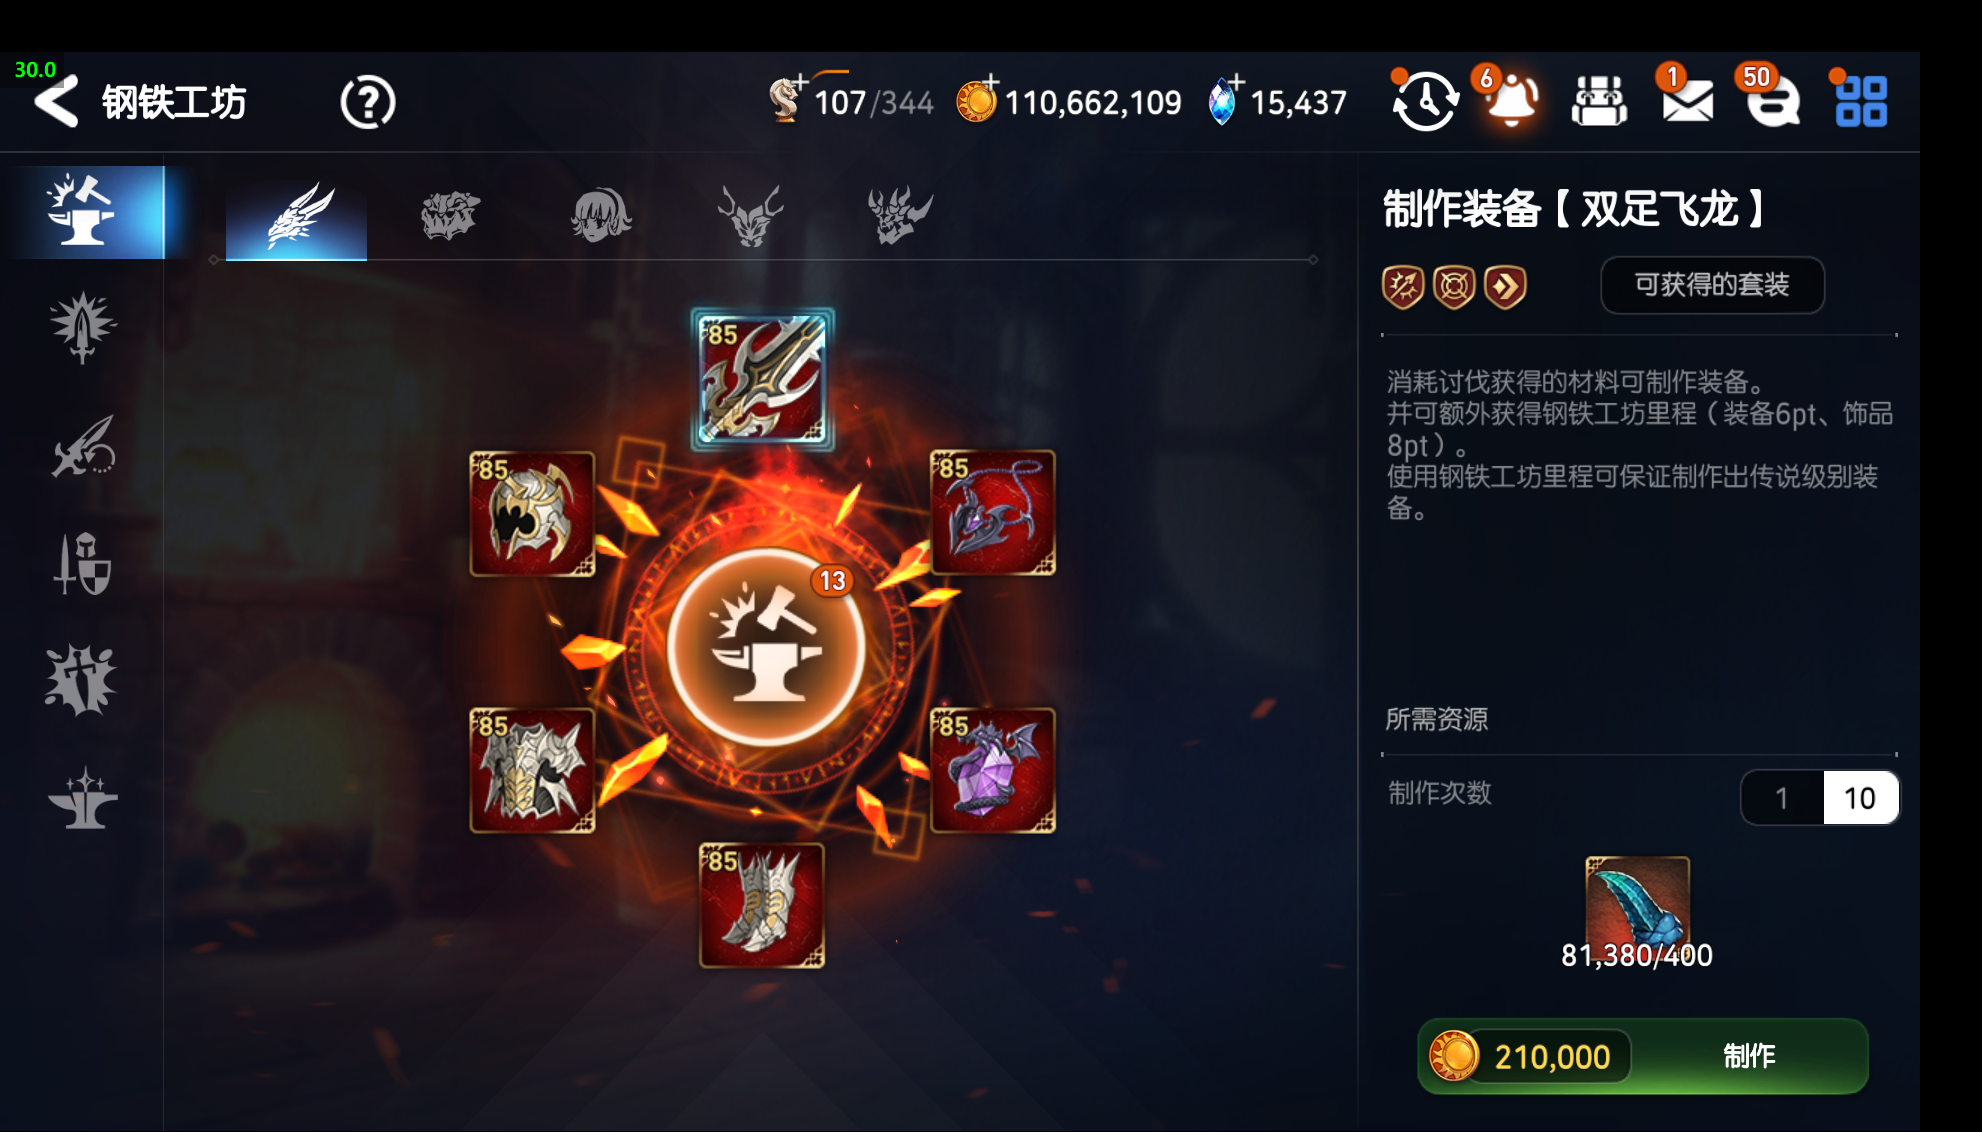 30.0
钢铁工坊
107/344
110,662,109
15,437
6
1
50
制作装备【双足飞龙】
可获得的套装
消耗讨伐获得的材料可制作装备。
并可额外获得钢铁工坊里程（装备6pt、饰品
8pt）。
使用钢铁工坊里程可保证制作出传说级别装
备。
85
85
85
13
85
85
85
所需资源
制作次数
1
10
81,380/400
210,000
制作